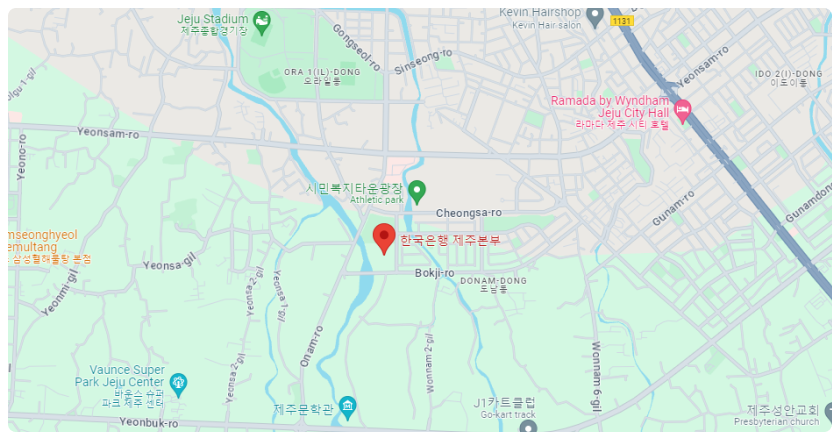 Jeju Stadium
제주종합경기장
Kevin Hairshop
Kevin Hair salon
1131
Gongseol-ro
Sinseong-ro
Yeonsam-ro
ORA 1(IL)-DONG
오라일동
IDO 2(I)-DONG
이도이동
olgu 1-gil
Ramada by Wyndham
Jeju City Hall
라마다 제주 시티 호텔
Yeonsam-ro
Yeono-ro
시민복지타운광장
Athletic park
Cheongsa-ro
Gunam-ro
Gunamdong
한국은행 제주본부
mseonghyeol
emultang
삼성혈해물탕 본점
Yeonsa-gil
Bokji-ro
DONAM-DONG
도남동
Yeonmi-gil
Yeonsa 2-gil
Yeonsa 1-gil
Onam-ro
Yeonsa 2-gil
Wonnam 2-gil
Wonnam 6-gil
Vaunce Super
Park Jeju Center
바운스 슈퍼
파크 제주 센터
제주문학관
J1카트클럽
Go-kart track
제주성안교회
Presbyterian church
Yeonbuk-ro